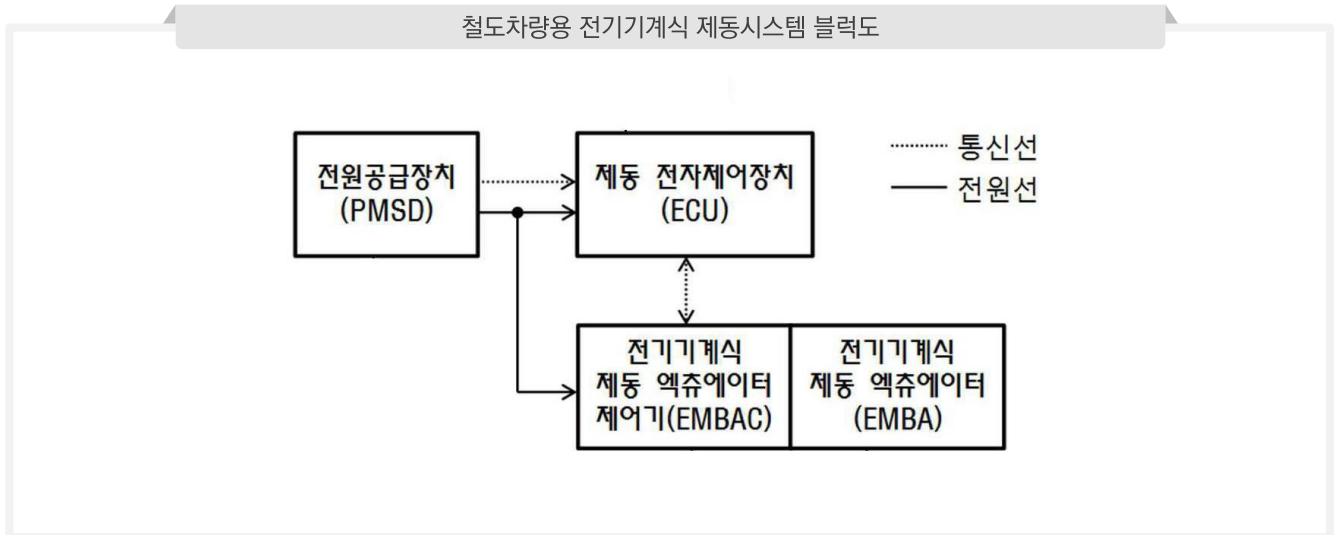 철도차량용 전기기계식 제동시스템 블럭도
전원공급장치
(PMSD)
제동 전자제어장치
(ECU)
통신선
전원선
전기기계식
제동 엑츄에이터
제어기(EMBAC)
전기기계식
제동 엑츄에이터
(EMBA)